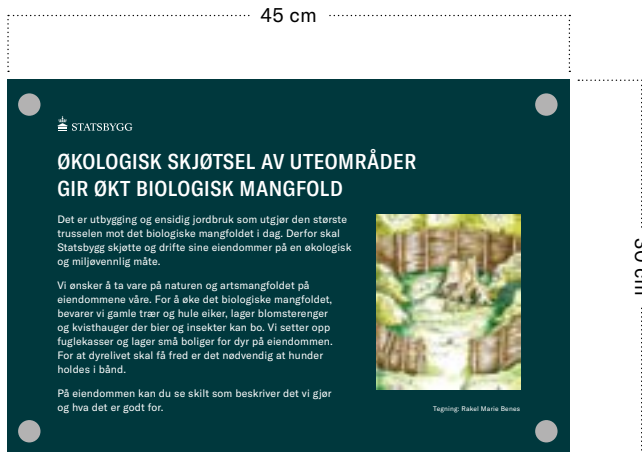 45 cm
STATSBYGG
ØKOLOGISK SKJØTSEL AV UTEOMRÅDER
GIR ØKT BIOLOGISK MANGFOLD
Det er utbygging og ensidig jordbruk som utgjør den største
trusselen mot det biologiske mangfoldet i dag. Derfor skal
Statsbygg skjøtte og drifte sine eiendommer på en økologisk
og miljøvennlig måte.
Vi ønsker å ta vare på naturen og artsmangfoldet på
eiendommene våre. For å øke det biologiske mangfoldet,
bevarer vi gamle trær og hule eiker, lager blomsterenger
og kvisthauger der bier og insekter kan bo. Vi setter opp
fuglekasser og lager små boliger for dyr på eiendommen.
For at dyrelivet skal få fred er det nødvendig at hunder
holdes i bånd.
På eiendommen kan du se skilt som beskriver det vi gjør
og hva det er godt for.
Tegning: Rakel Marie Benes
cm